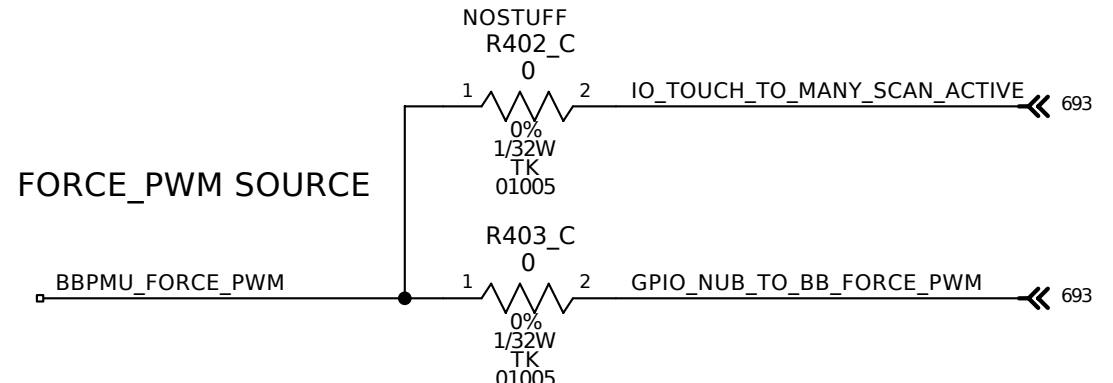 NOSTUFF
R402_C
0
1 2 IO_TOUCH_TO_MANY_SCAN_ACTIVE 693
0%
1/32W
TK
01005
FORCE_PWM SOURCE
R403_C
0
BBPMU_FORCE_PWM 1 2 GPIO_NUB_TO_BB_FORCE_PWM 693
0%
1/32W
TK
01005